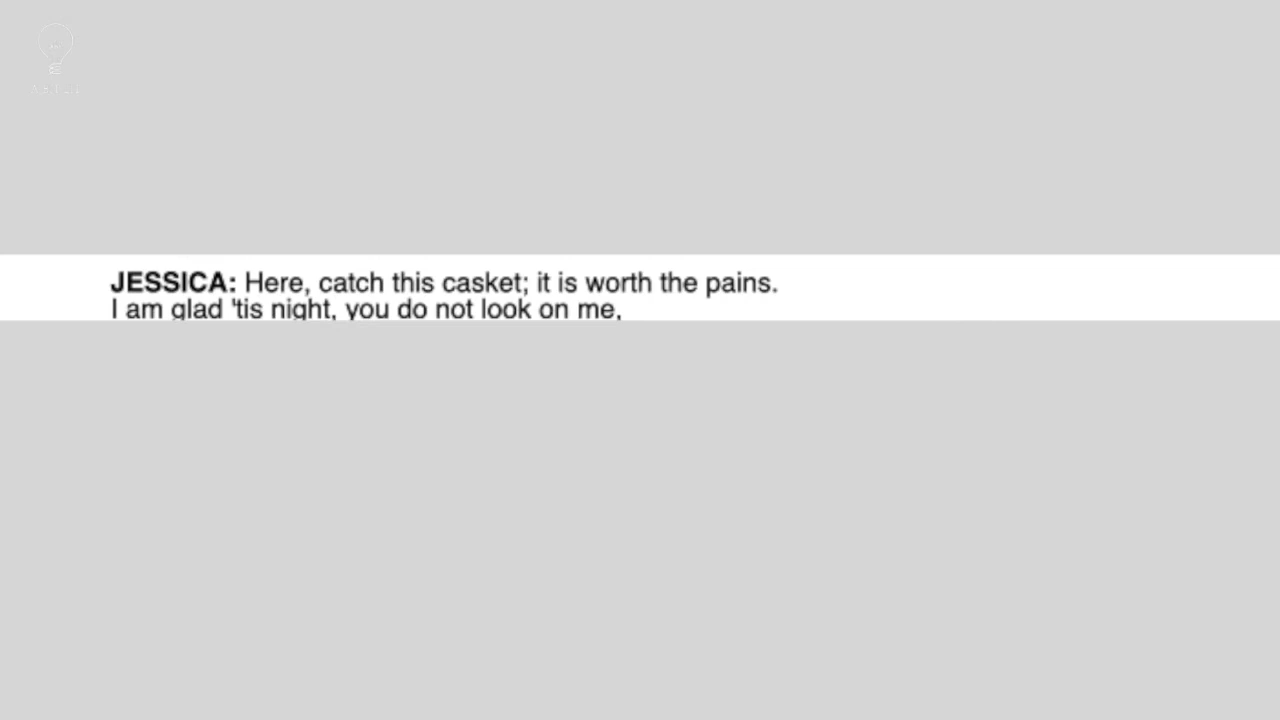 JESSICA: Here, catch this casket; it is worth the pains.
I am glad 'tis night, you do not look on me,